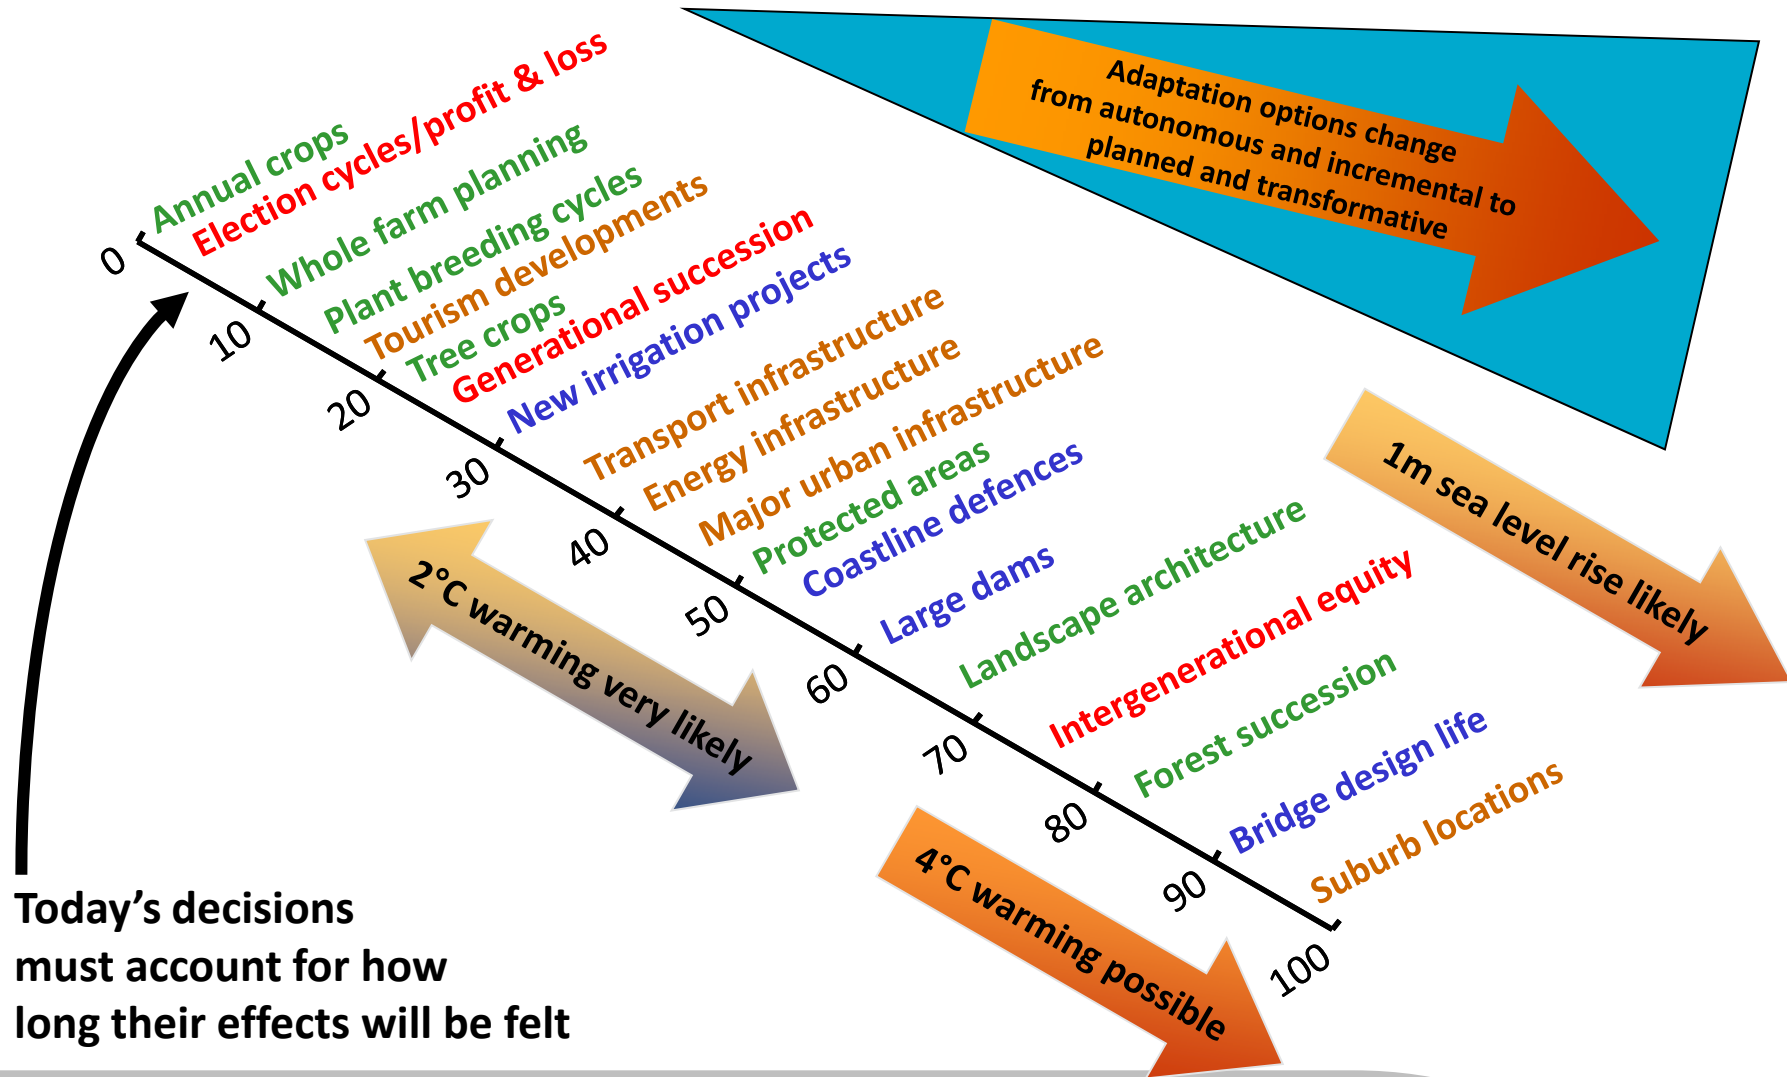 Adaptation options change
from autonomous and incremental to
planned and transformative
Annual crops
Election cycles/profit & loss
Whole farm planning
Plant breeding cycles
Tourism developments
Tree crops
Generational succession
New irrigation projects
Transport infrastructure
Energy infrastructure
Major urban infrastructure
Protected areas
Coastline defences
Large dams
Landscape architecture
Intergenerational equity
Forest succession
Bridge design life
Suburb locations
0
10
20
30
40
50
60
70
80
90
100
1m sea level rise likely
2°C warming very likely
4°C warming possible
Today’s decisions
must account for how
long their effects will be felt